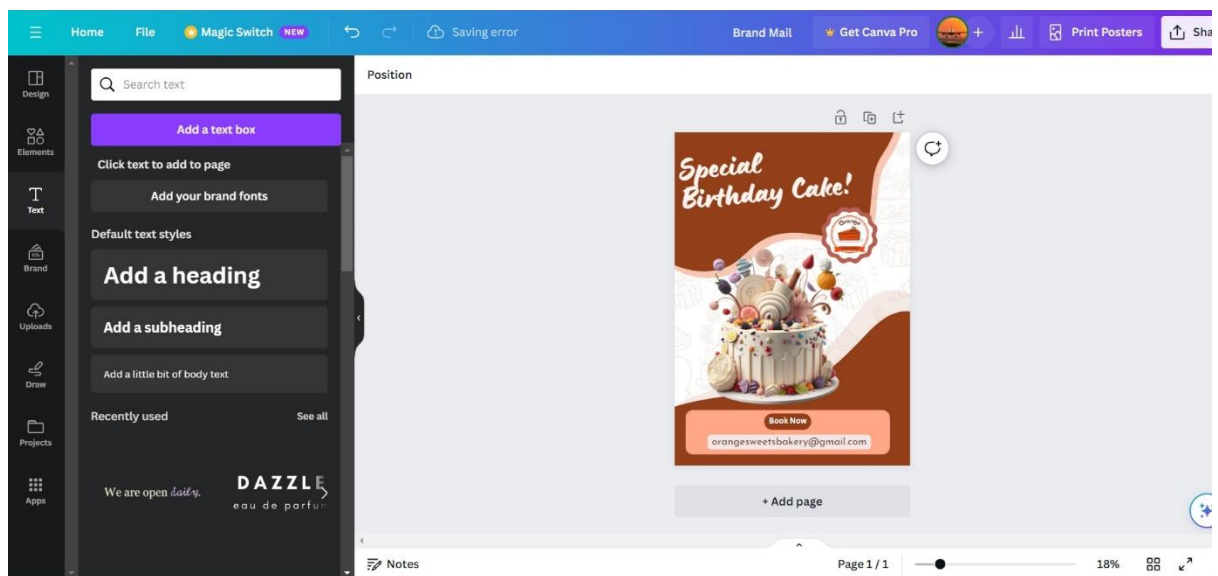 Home File Magic Switch NEW Saving error Brand Mail Get Canva Pro + Print Posters Sha
Design
Elements
Text
Brand
Uploads
Draw
Projects
Apps
Search text
Add a text box
Click text to add to page
Add your brand fonts
Default text styles
Add a heading
Add a subheading
Add a little bit of body text
Recently used See all
We are open daily.
DAZZLE
eau de parfum
Position
Special
Birthday Cake!
Orange
Book Now
orangesweetsbakery@gmail.com
+ Add page
Notes Page 1 / 1 18%